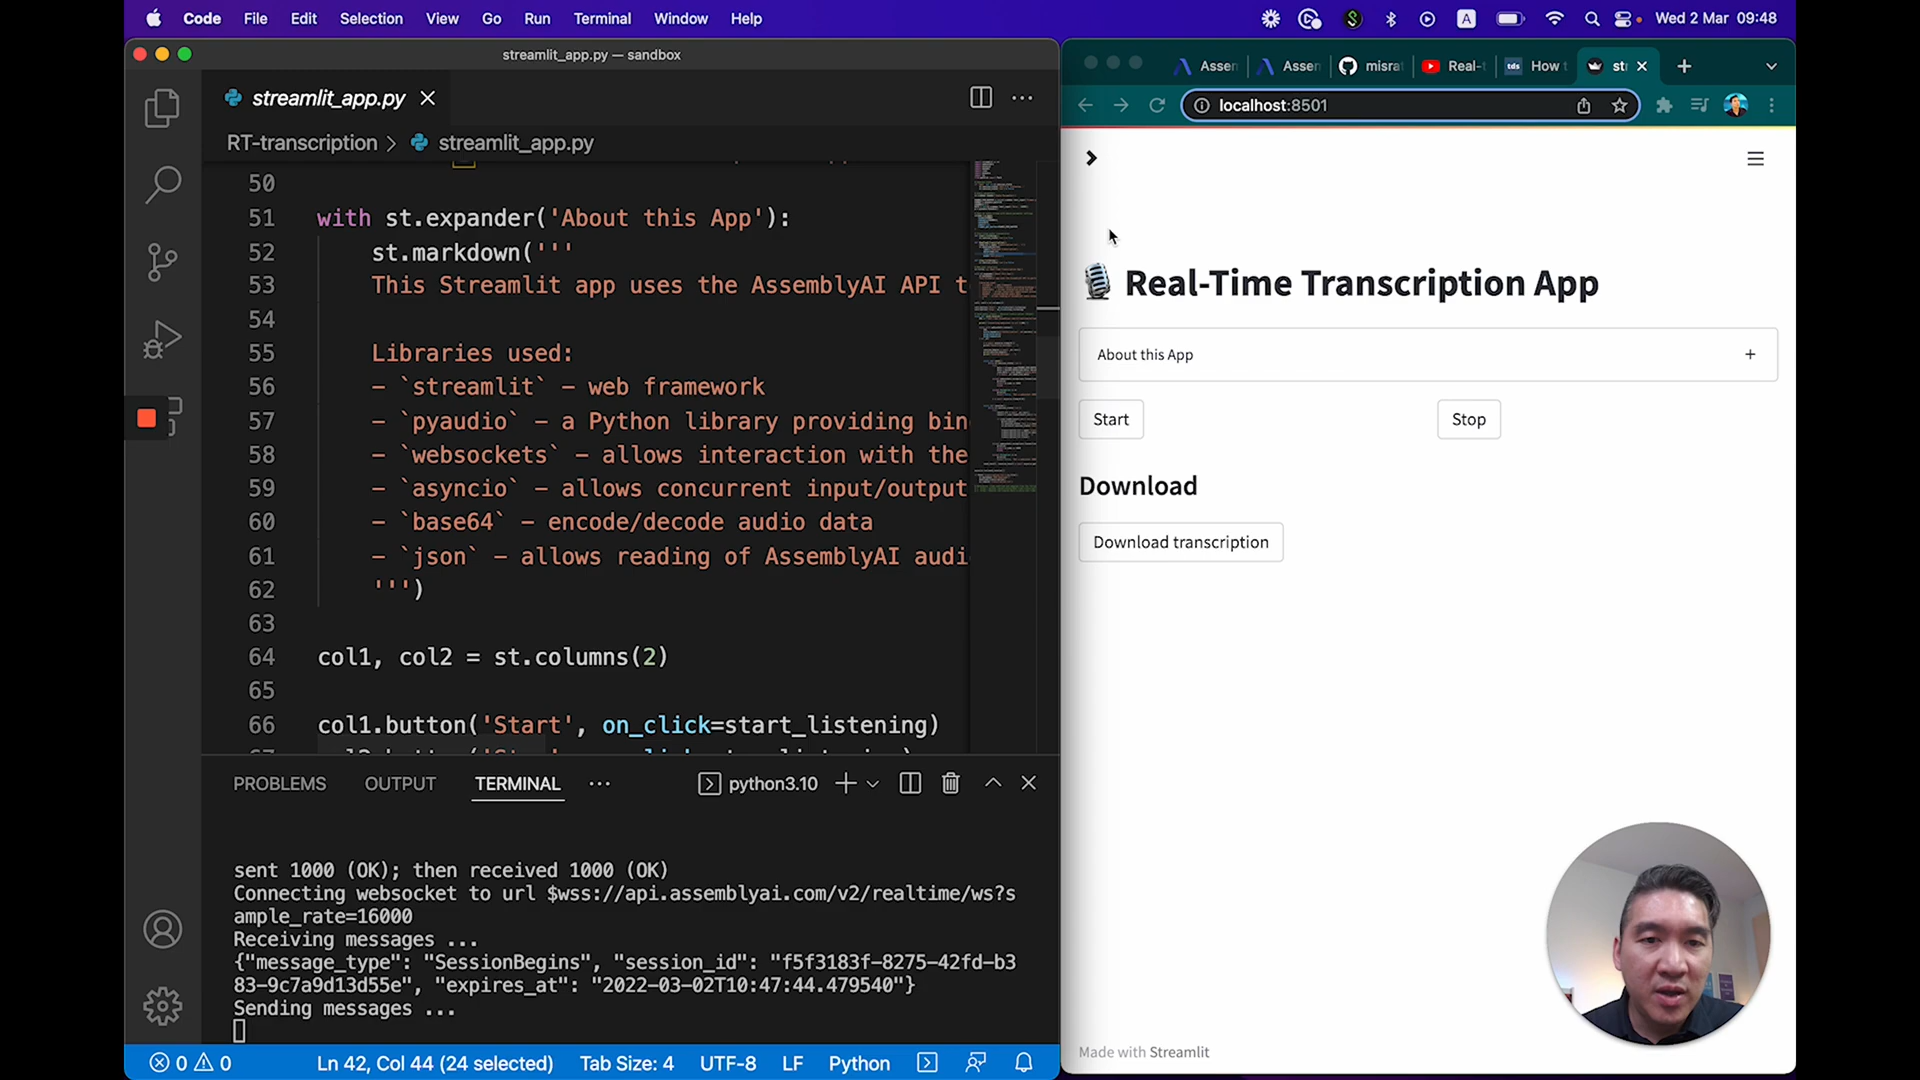 Code File Edit Selection View Go Run Terminal Window Help
A Wed 2 Mar 09:48
streamlit_app.py — sandbox
streamlit_app.py
RT-transcription > streamlit_app.py
50
51 with st.expander('About this App'):
52 st.markdown('''
53 This Streamlit app uses the AssemblyAI API t
54
55 Libraries used:
56 - `streamlit` - web framework
57 - `pyaudio` - a Python library providing bin
58 - `websockets` - allows interaction with the
59 - `asyncio` - allows concurrent input/output
60 - `base64` - encode/decode audio data
61 - `json` - allows reading of AssemblyAI audi
62 ''')
63
64 col1, col2 = st.columns(2)
65
66 col1.button('Start', on_click=start_listening)
PROBLEMS OUTPUT TERMINAL ... python3.10
sent 1000 (OK); then received 1000 (OK)
Connecting websocket to url $wss://api.assemblyai.com/v2/realtime/ws?s
ample_rate=16000
Receiving messages ...
{"message_type": "SessionBegins", "session_id": "f5f3183f-8275-42fd-b3
83-9c7a9d13d55e", "expires_at": "2022-03-02T10:47:44.479540"}
Sending messages ...
0 0 Ln 42, Col 44 (24 selected) Tab Size: 4 UTF-8 LF Python
Assen Assen misra Real-t tds How t st
localhost:8501
Real-Time Transcription App
About this App +
Start Stop
Download
Download transcription
Made with Streamlit